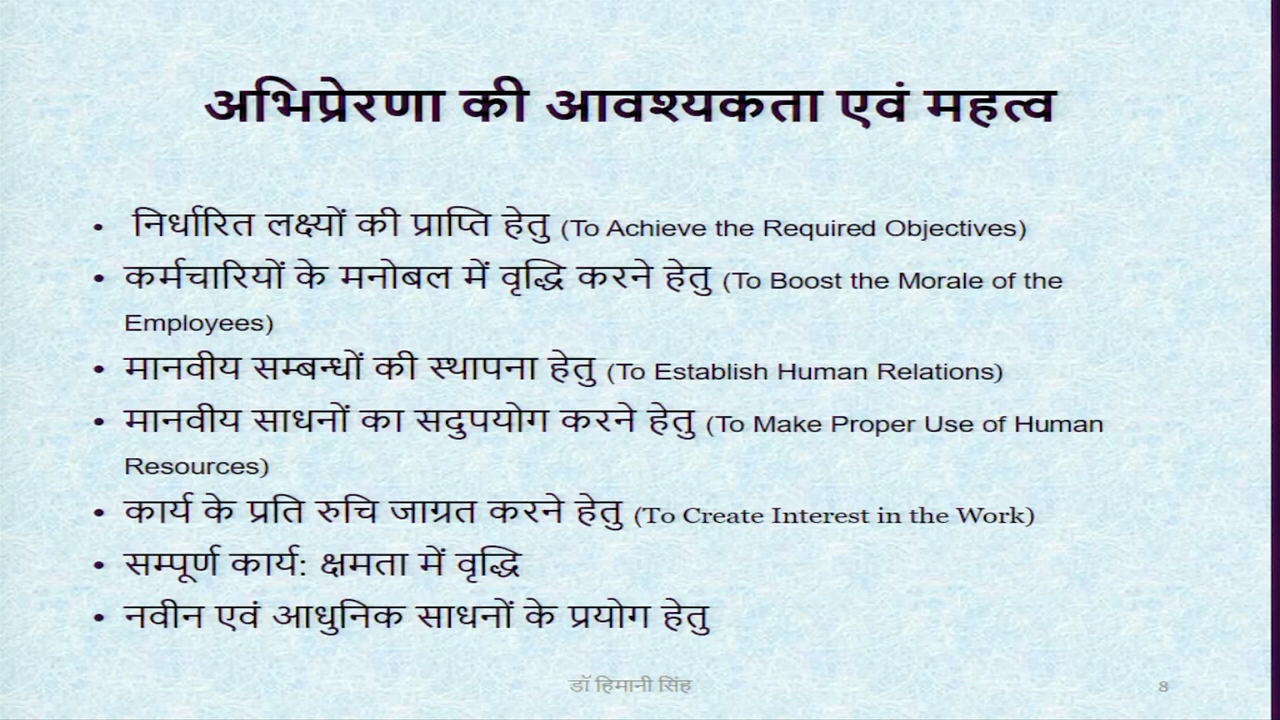 अभिप्रेरणा की आवश्यकता एवं महत्व
• निर्धारित लक्ष्यों की प्राप्ति हेतु (To Achieve the Required Objectives)
• कर्मचारियों के मनोबल में वृद्धि करने हेतु (To Boost the Morale of the
Employees)
• मानवीय सम्बन्धों की स्थापना हेतु (To Establish Human Relations)
• मानवीय साधनों का सदुपयोग करने हेतु (To Make Proper Use of Human
Resources)
• कार्य के प्रति रुचि जाग्रत करने हेतु (To Create Interest in the Work)
• सम्पूर्ण कार्य: क्षमता में वृद्धि
• नवीन एवं आधुनिक साधनों के प्रयोग हेतु
डॉ हिमानी सिंह 8